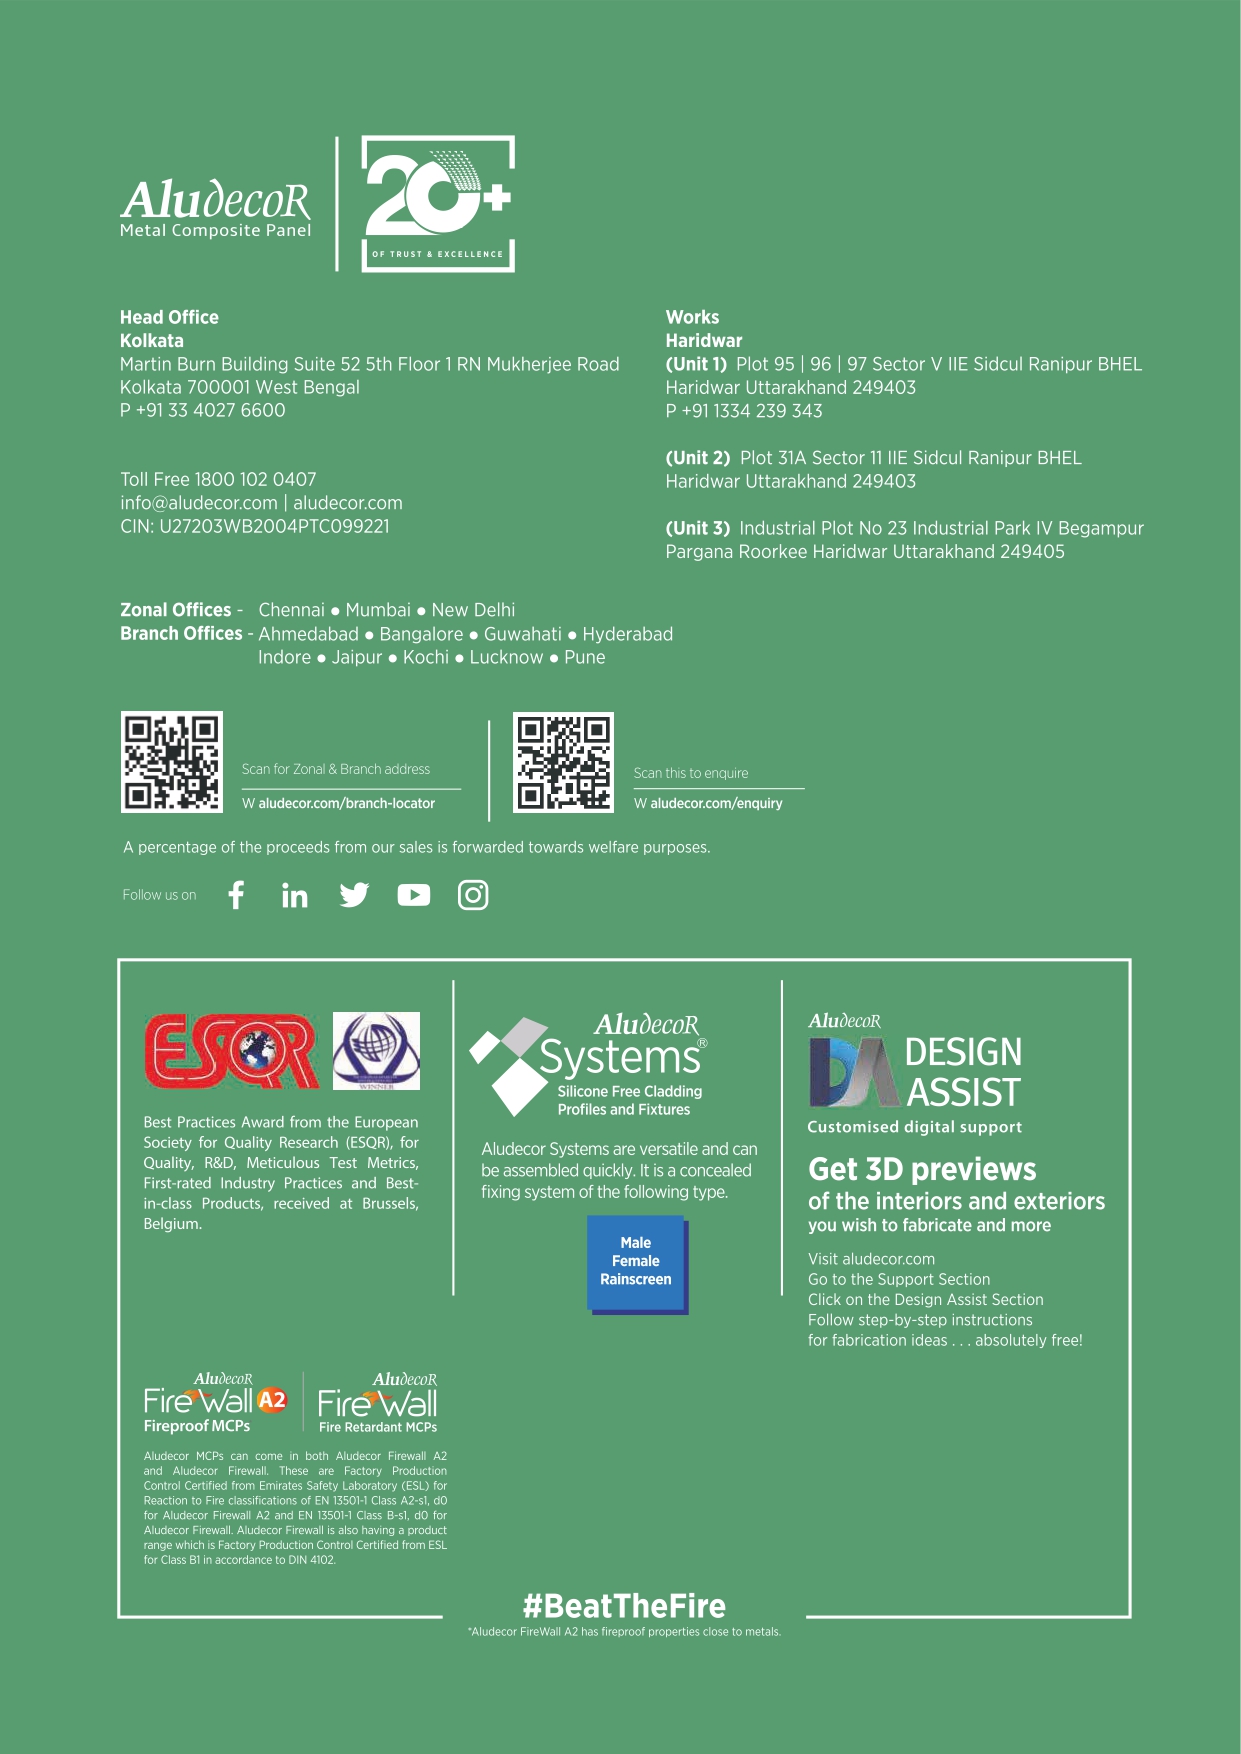 AludecoR
Metal Composite Panel
20+
OF TRUST & EXCELLENCE
Head Office
Kolkata
Martin Burn Building Suite 52 5th Floor 1 RN Mukherjee Road
Kolkata 700001 West Bengal
P +91 33 4027 6600
Toll Free 1800 102 0407
info@aludecor.com | aludecor.com
CIN: U27203WB2004PTC099221
Works
Haridwar
(Unit 1) Plot 95 | 96 | 97 Sector V IIE Sidcul Ranipur BHEL
Haridwar Uttarakhand 249403
P +91 1334 239 343
(Unit 2) Plot 31A Sector 11 IIE Sidcul Ranipur BHEL
Haridwar Uttarakhand 249403
(Unit 3) Industrial Plot No 23 Industrial Park IV Begampur
Pargana Roorkee Haridwar Uttarakhand 249405
Zonal Offices - Chennai ● Mumbai ● New Delhi
Branch Offices - Ahmedabad ● Bangalore ● Guwahati ● Hyderabad
Indore ● Jaipur ● Kochi ● Lucknow ● Pune
Scan for Zonal & Branch address
W aludecor.com/branch-locator
Scan this to enquire
W aludecor.com/enquiry
A percentage of the proceeds from our sales is forwarded towards welfare purposes.
Follow us on
ESQR
WINNER
Best Practices Award from the European
Society for Quality Research (ESQR), for
Quality, R&D, Meticulous Test Metrics,
First-rated Industry Practices and Best-
in-class Products, received at Brussels,
Belgium.
AludecoR
Systems®
Silicone Free Cladding
Profiles and Fixtures
Aludecor Systems are versatile and can
be assembled quickly. It is a concealed
fixing system of the following type.
Male
Female
Rainscreen
AludecoR
DA DESIGN
ASSIST
Customised digital support
Get 3D previews
of the interiors and exteriors
you wish to fabricate and more
Visit aludecor.com
Go to the Support Section
Click on the Design Assist Section
Follow step-by-step instructions
for fabrication ideas . . . absolutely free!
AludecoR
FireWall A2
Fireproof MCPs
AludecoR
FireWall
Fire Retardant MCPs
Aludecor MCPs can come in both Aludecor Firewall A2
and Aludecor Firewall. These are Factory Production
Control Certified from Emirates Safety Laboratory (ESL) for
Reaction to Fire classifications of EN 13501-1 Class A2-s1, d0
for Aludecor Firewall A2 and EN 13501-1 Class B-s1, d0 for
Aludecor Firewall. Aludecor Firewall is also having a product
range which is Factory Production Control Certified from ESL
for Class B1 in accordance to DIN 4102.
#BeatTheFire
*Aludecor FireWall A2 has fireproof properties close to metals.